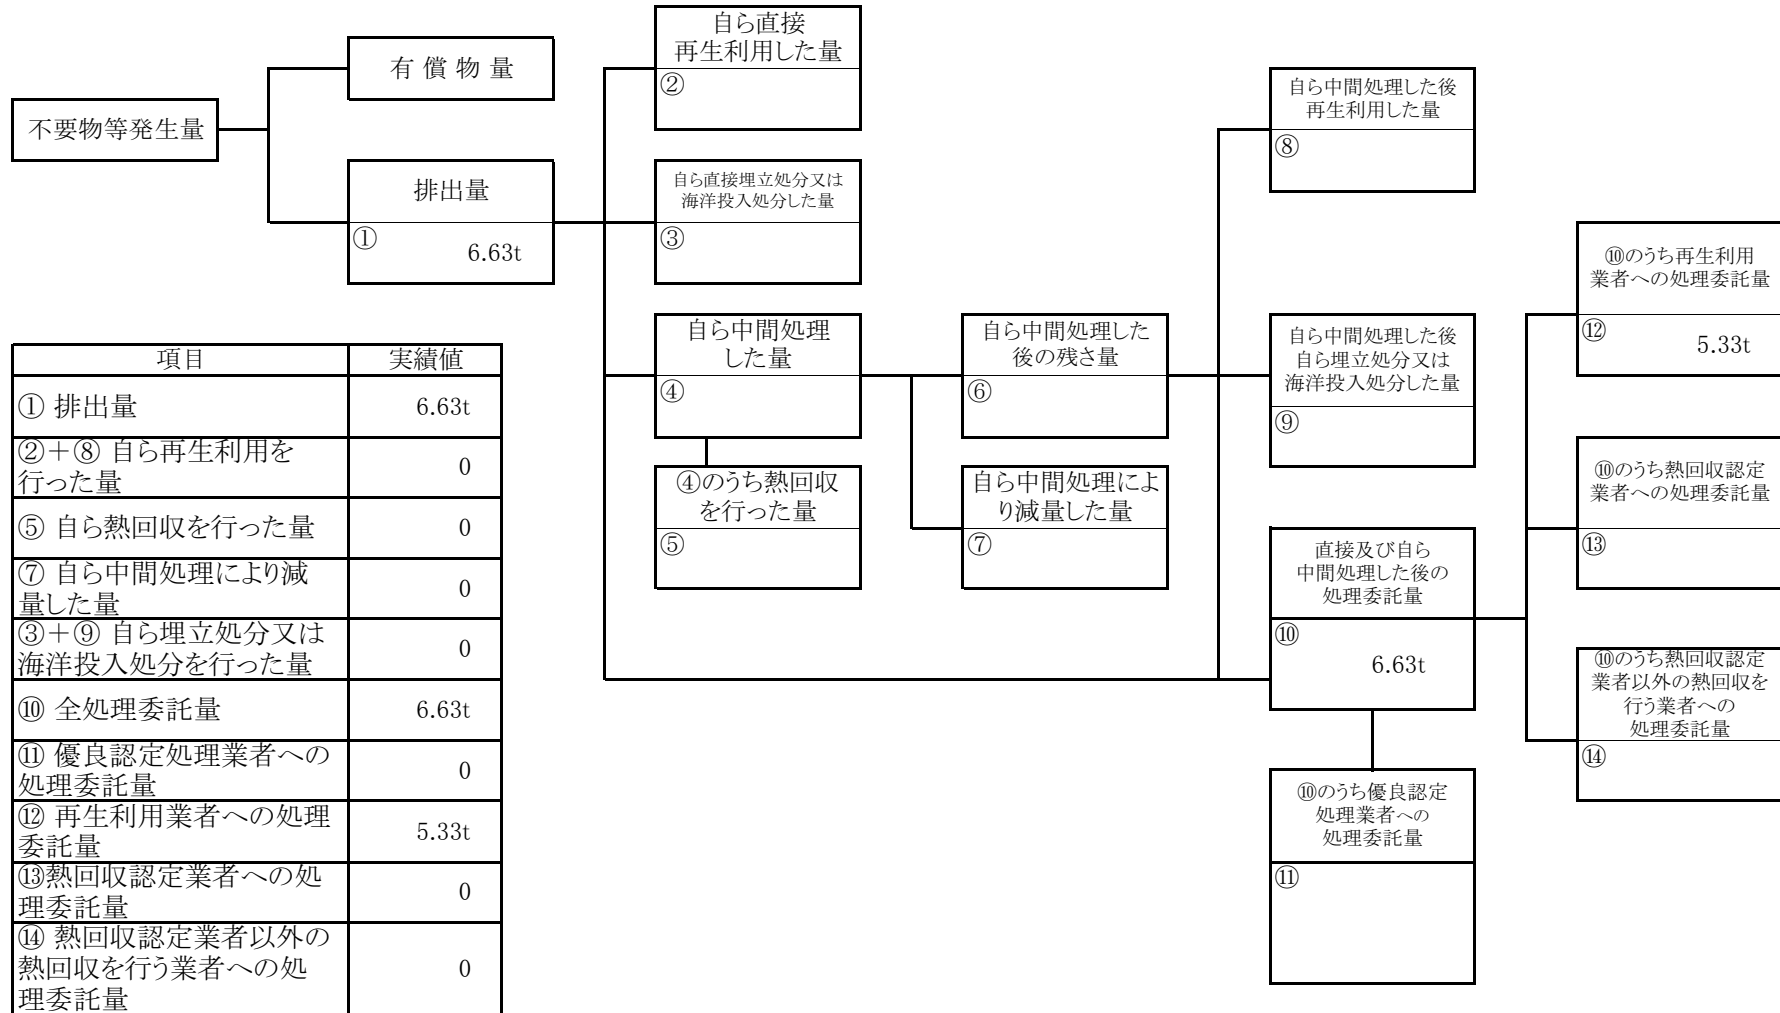 不要物等発生量
有償物量
排出量
①
6.63t
自ら直接
再生利用した量
②
自ら直接埋立処分又は
海洋投入処分した量
③
自ら中間処理
した量
④
④のうち熱回収
を行った量
⑤
自ら中間処理した
後の残さ量
⑥
自ら中間処理によ
り減量した量
⑦
自ら中間処理した後
再生利用した量
⑧
自ら中間処理した後
自ら埋立処分又は
海洋投入処分した量
⑨
直接及び自ら
中間処理した後の
処理委託量
⑩
6.63t
⑩のうち優良認定
処理業者への
処理委託量
⑪
⑩のうち再生利用
業者への処理委託量
⑫
5.33t
⑩のうち熱回収認定
業者への処理委託量
⑬
⑩のうち熱回収認定
業者以外の熱回収を
行う業者への
処理委託量
⑭
項目 実績値
① 排出量 6.63t
②+⑧ 自ら再生利用を
行った量 0
⑤ 自ら熱回収を行った量 0
⑦ 自ら中間処理により減
量した量 0
③+⑨ 自ら埋立処分又は
海洋投入処分を行った量 0
⑩ 全処理委託量 6.63t
⑪ 優良認定処理業者への
処理委託量 0
⑫ 再生利用業者への処理
委託量 5.33t
⑬熱回収認定業者への処
理委託量 0
⑭ 熱回収認定業者以外の
熱回収を行う業者への処
理委託量 0